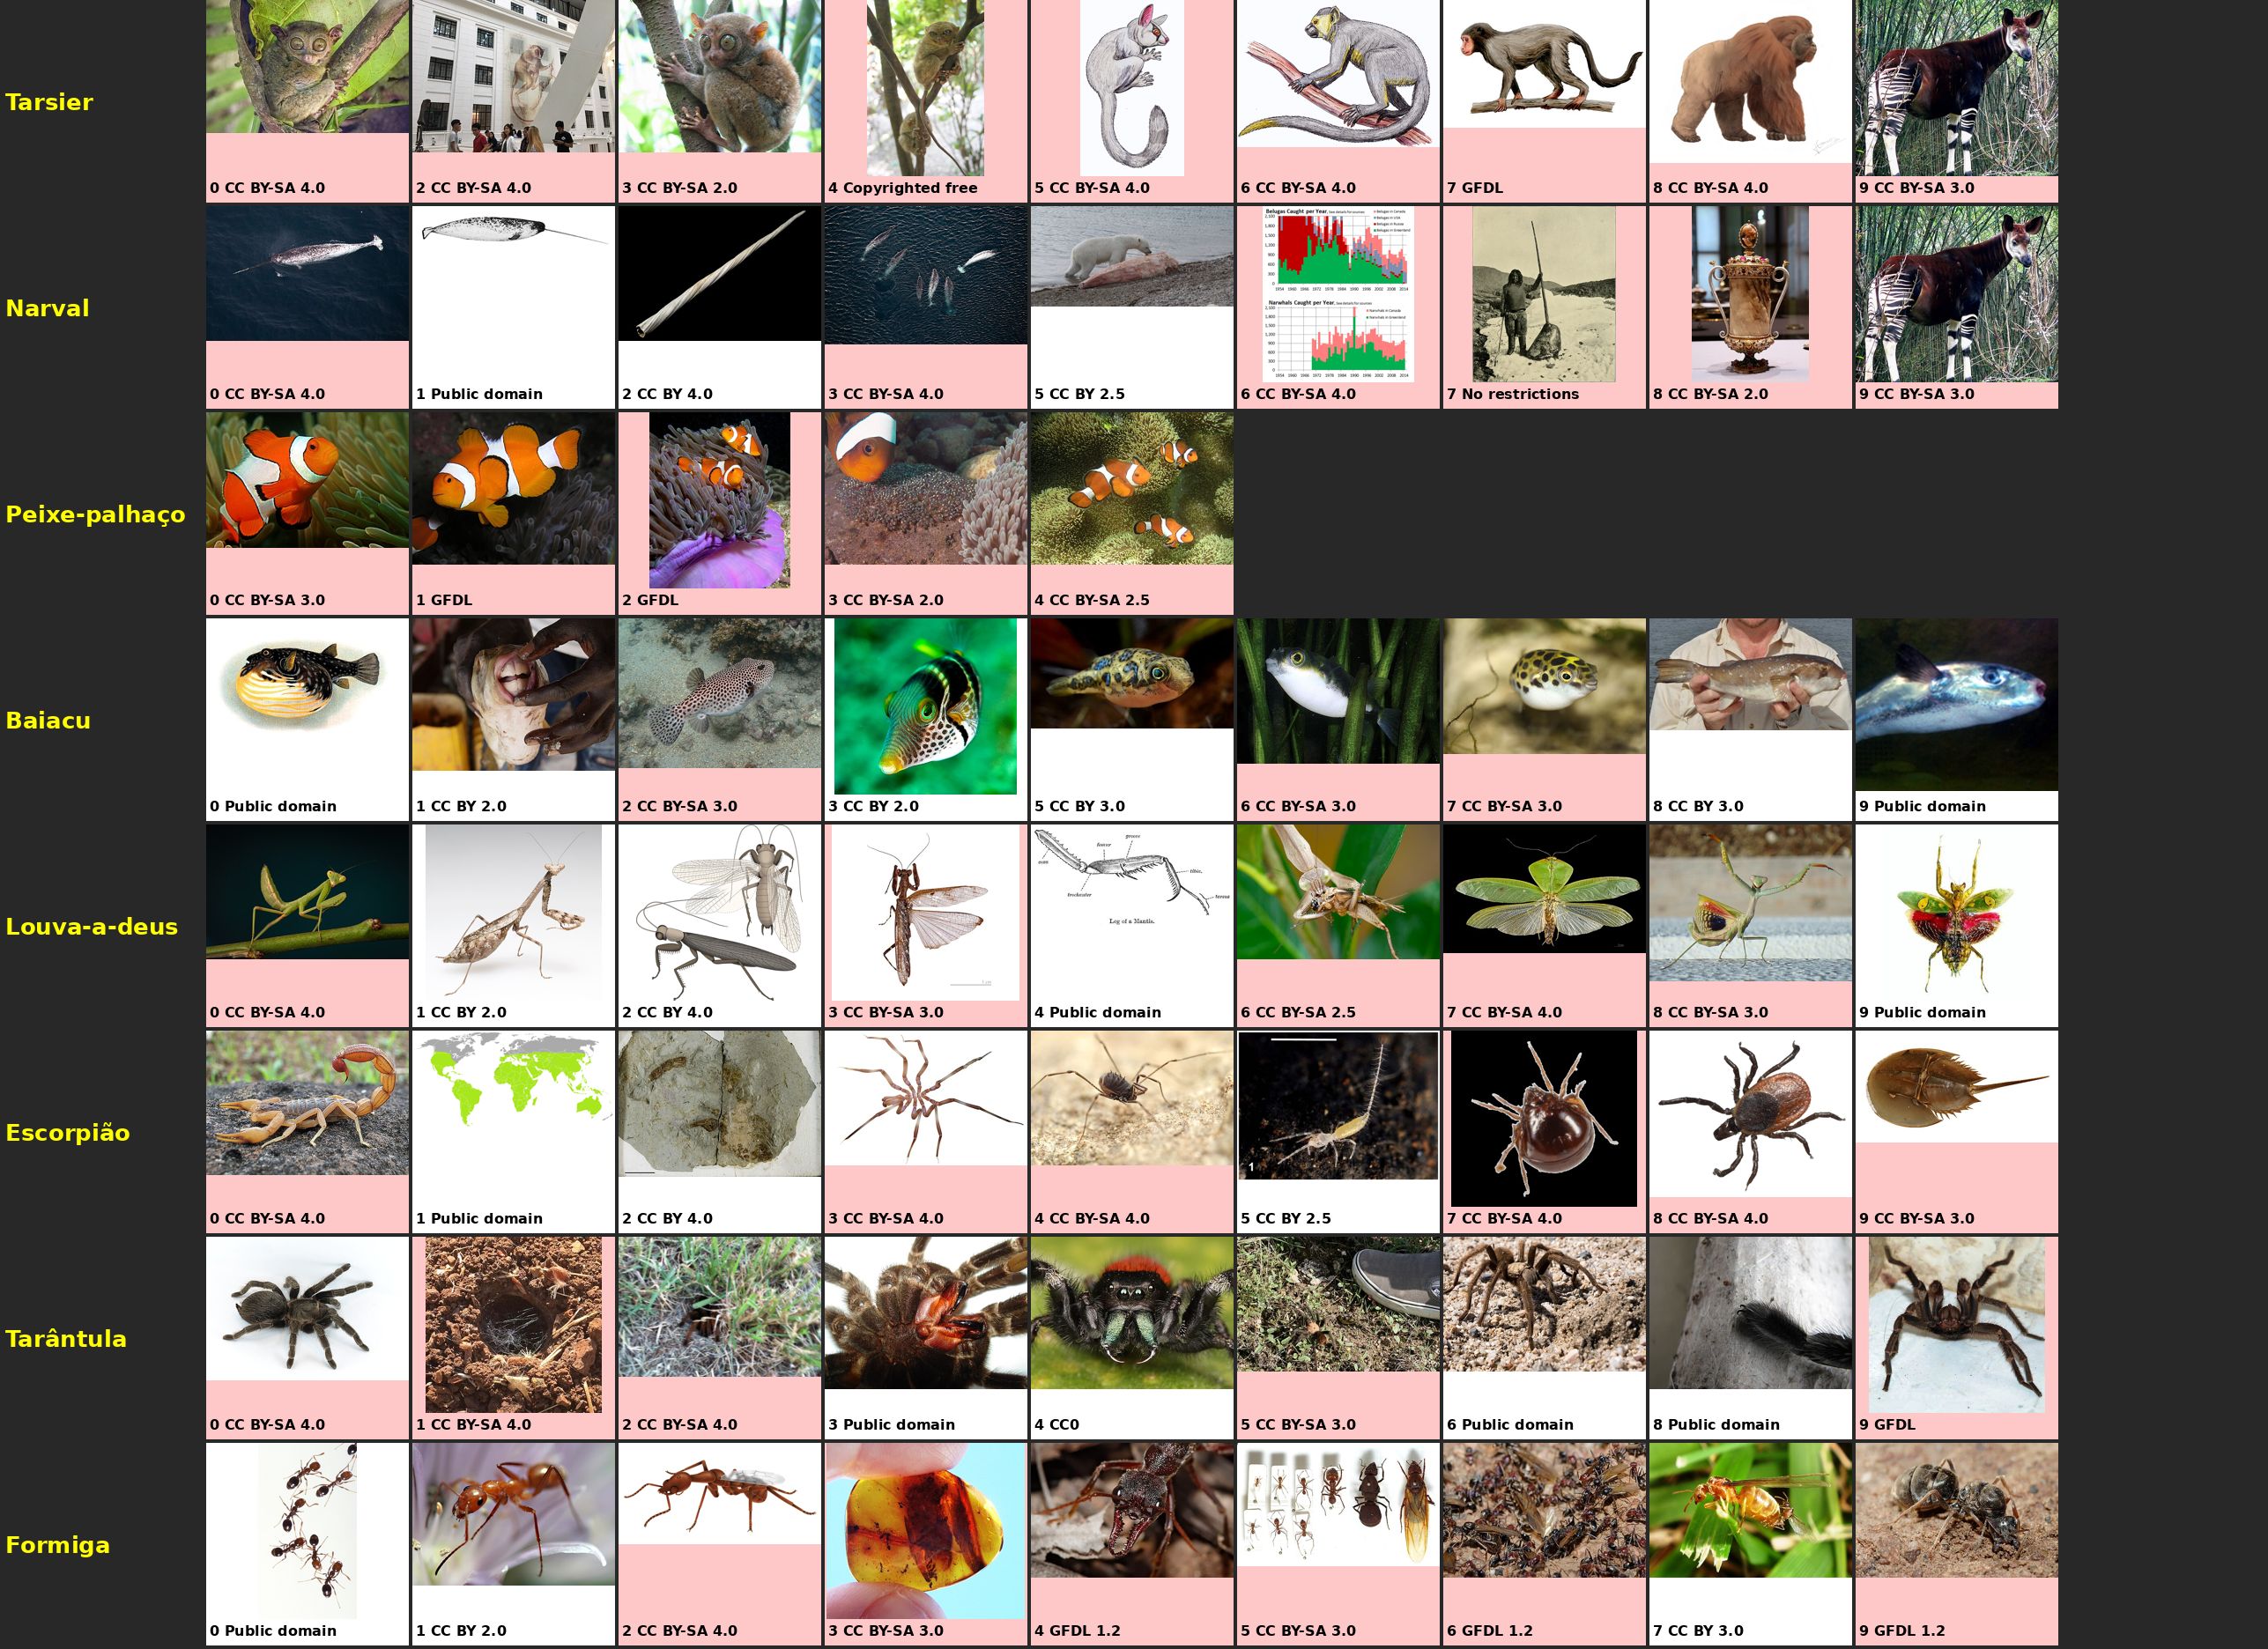 Tarsier
0 CC BY-SA 4.0
2 CC BY-SA 4.0
3 CC BY-SA 2.0
4 Copyrighted free
5 CC BY-SA 4.0
6 CC BY-SA 4.0
7 GFDL
8 CC BY-SA 4.0
9 CC BY-SA 3.0
Narval
Belugas Caught per Year.
Narwhals Caught per Year.
0 CC BY-SA 4.0
1 Public domain
2 CC BY 4.0
3 CC BY-SA 4.0
5 CC BY 2.5
6 CC BY-SA 4.0
7 No restrictions
8 CC BY-SA 2.0
9 CC BY-SA 3.0
Peixe-palhaço
0 CC BY-SA 3.0
1 GFDL
2 GFDL
3 CC BY-SA 2.0
4 CC BY-SA 2.5
Baiacu
0 Public domain
1 CC BY 2.0
2 CC BY-SA 3.0
3 CC BY 2.0
5 CC BY 3.0
6 CC BY-SA 3.0
7 CC BY-SA 3.0
8 CC BY 3.0
9 Public domain
Louva-a-deus
Leg of a Mantis.
0 CC BY-SA 4.0
1 CC BY 2.0
2 CC BY 4.0
3 CC BY-SA 3.0
4 Public domain
6 CC BY-SA 2.5
7 CC BY-SA 4.0
8 CC BY-SA 3.0
9 Public domain
Escorpião
1
0 CC BY-SA 4.0
1 Public domain
2 CC BY 4.0
3 CC BY-SA 4.0
4 CC BY-SA 4.0
5 CC BY 2.5
7 CC BY-SA 4.0
8 CC BY-SA 4.0
9 CC BY-SA 3.0
Tarântula
0 CC BY-SA 4.0
1 CC BY-SA 4.0
2 CC BY-SA 4.0
3 Public domain
4 CC0
5 CC BY-SA 3.0
6 Public domain
8 Public domain
9 GFDL
Formiga
0 Public domain
1 CC BY 2.0
2 CC BY-SA 4.0
3 CC BY-SA 3.0
4 GFDL 1.2
5 CC BY-SA 3.0
6 GFDL 1.2
7 CC BY 3.0
9 GFDL 1.2